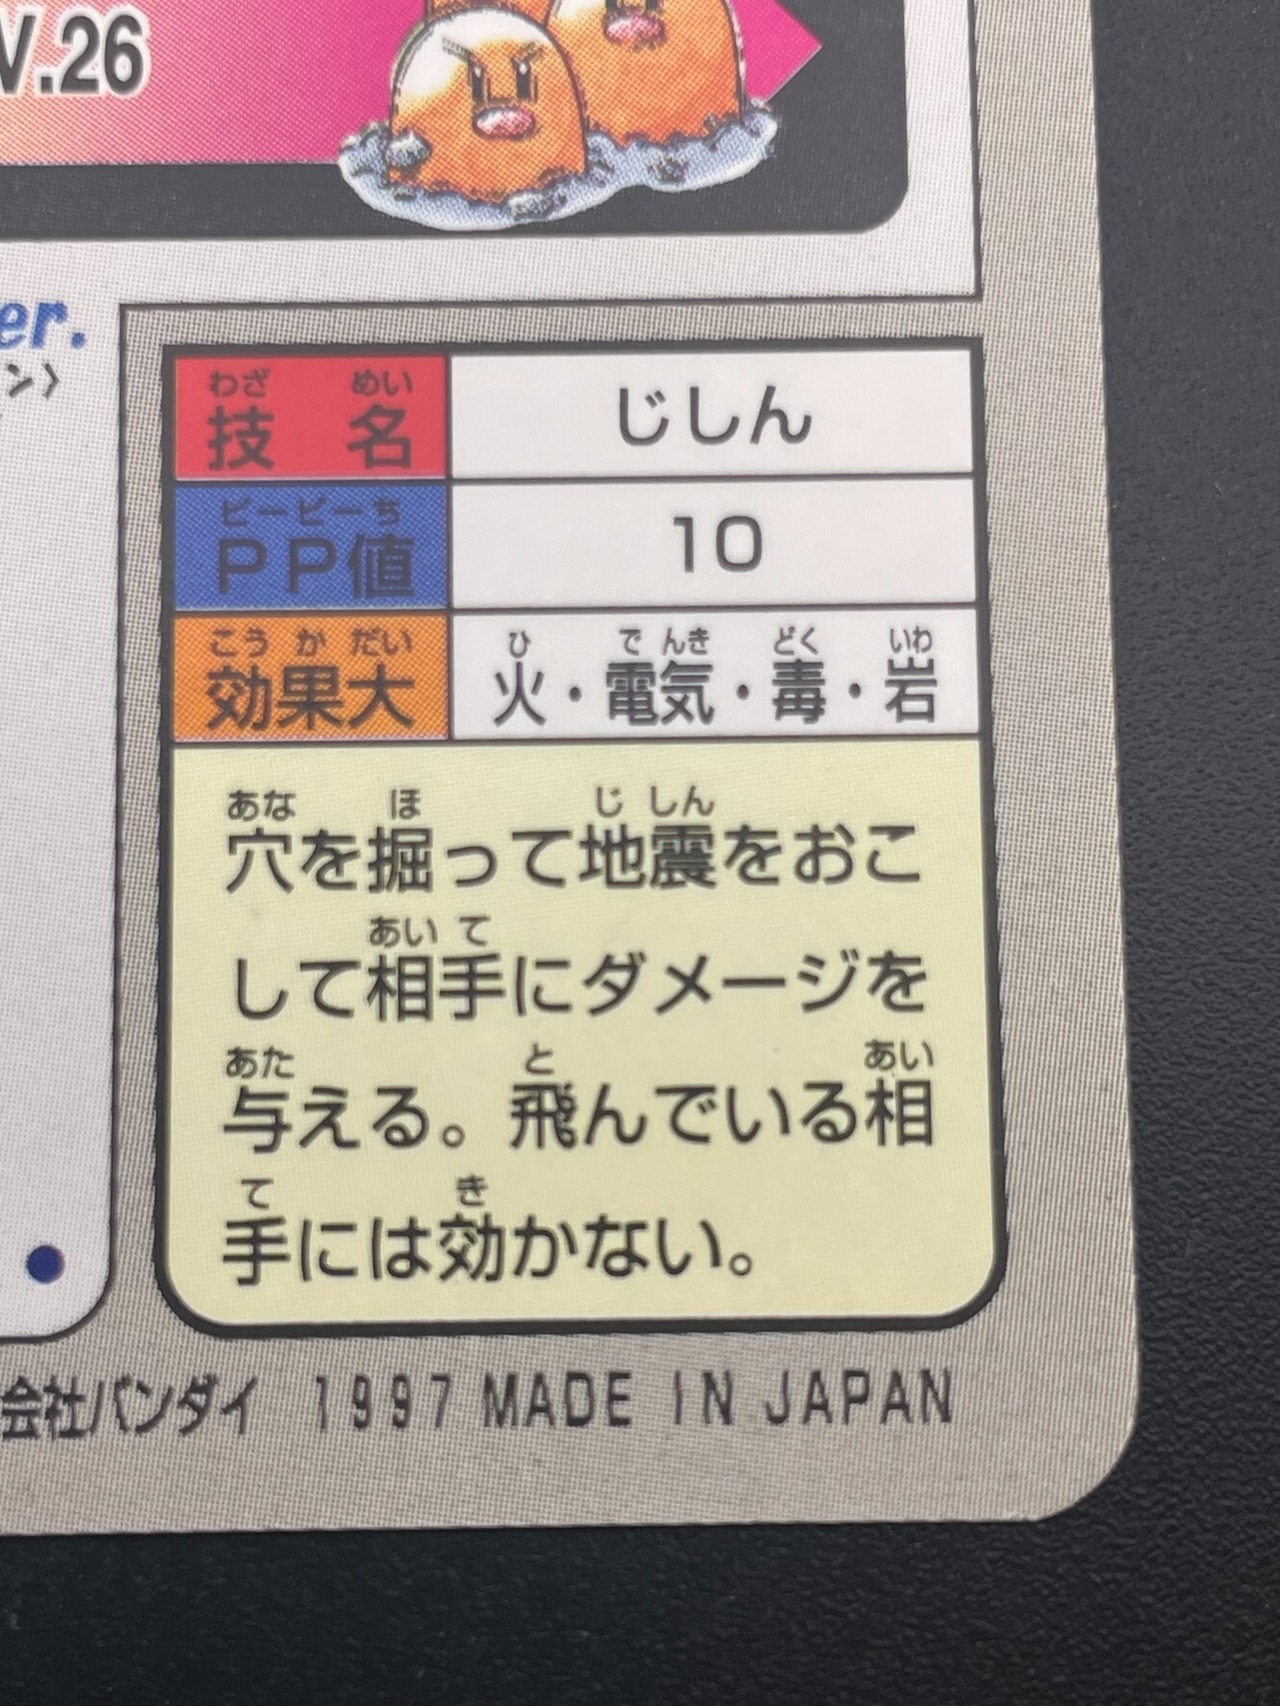 V.26
er.
ン〉
わざ めい
技 名
じしん
ピーピーち
PP値
10
こうかだい
効果大
ひ でんき どく いわ
火・電気・毒・岩
あな ほ じしん
穴を掘って地震をおこ
あいて
して相手にダメージを
あた と あい
与える。飛んでいる相
て き
手には効かない。
会社バンダイ 1997 MADE IN JAPAN